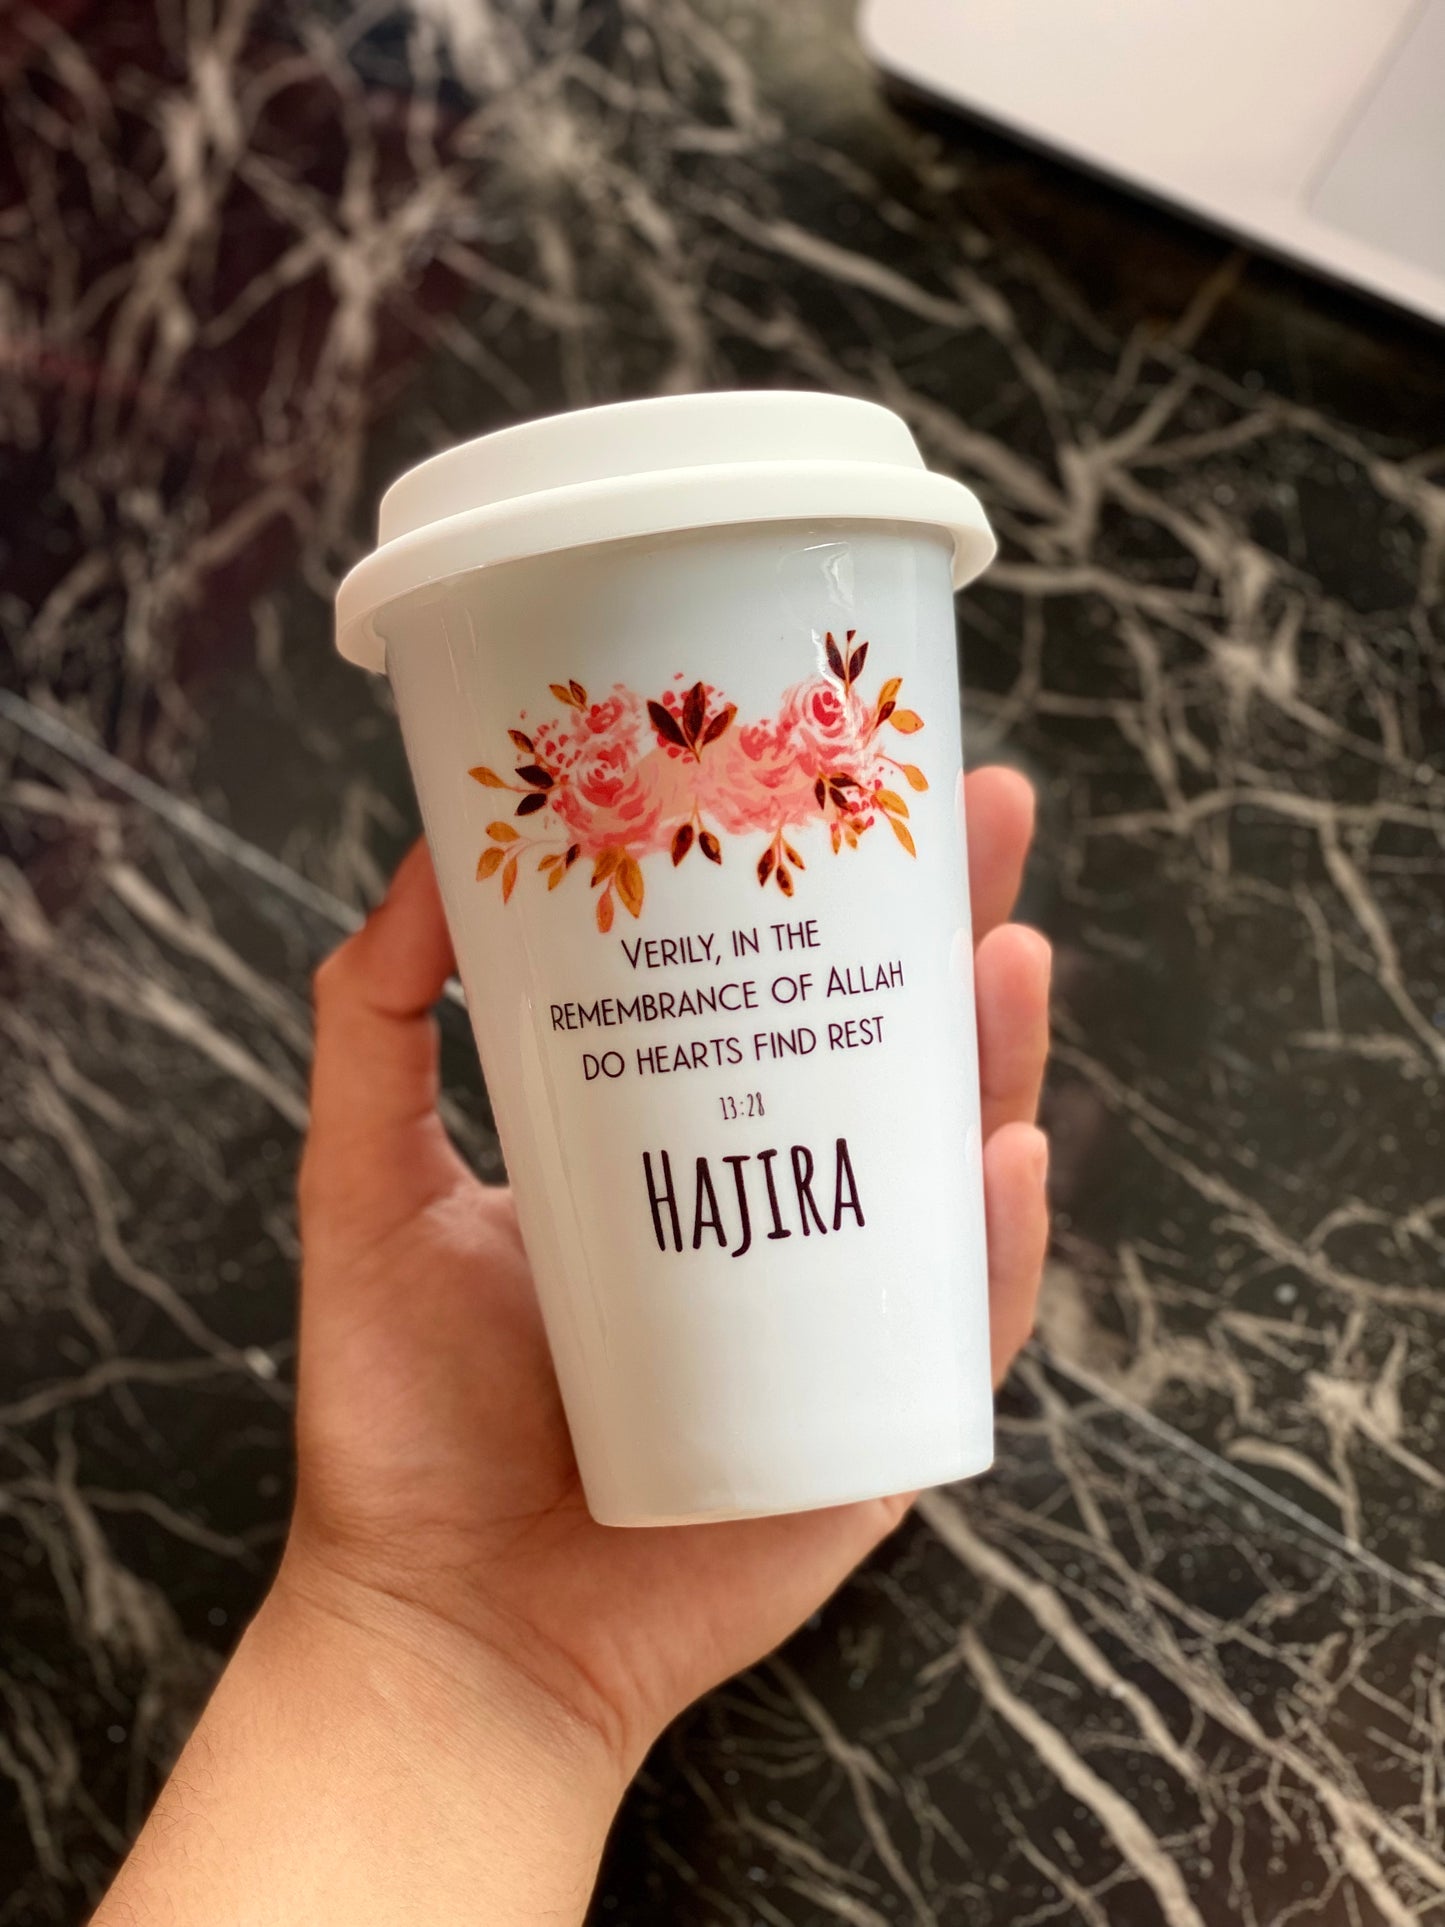 Verily, in the
remembrance of Allah
do hearts find rest
13:28
Hajira